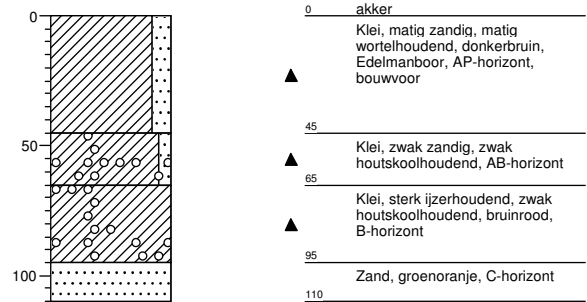 0
50
100
0 akker
Klei, matig zandig, matig
wortelhoudend, donkerbruin,
Edelmanboor, AP-horizont,
bouwvoor
45
Klei, zwak zandig, zwak
houtskoolhoudend, AB-horizont
65
Klei, sterk ijzerhoudend, zwak
houtskoolhoudend, bruinrood,
B-horizont
95
Zand, groenoranje, C-horizont
110